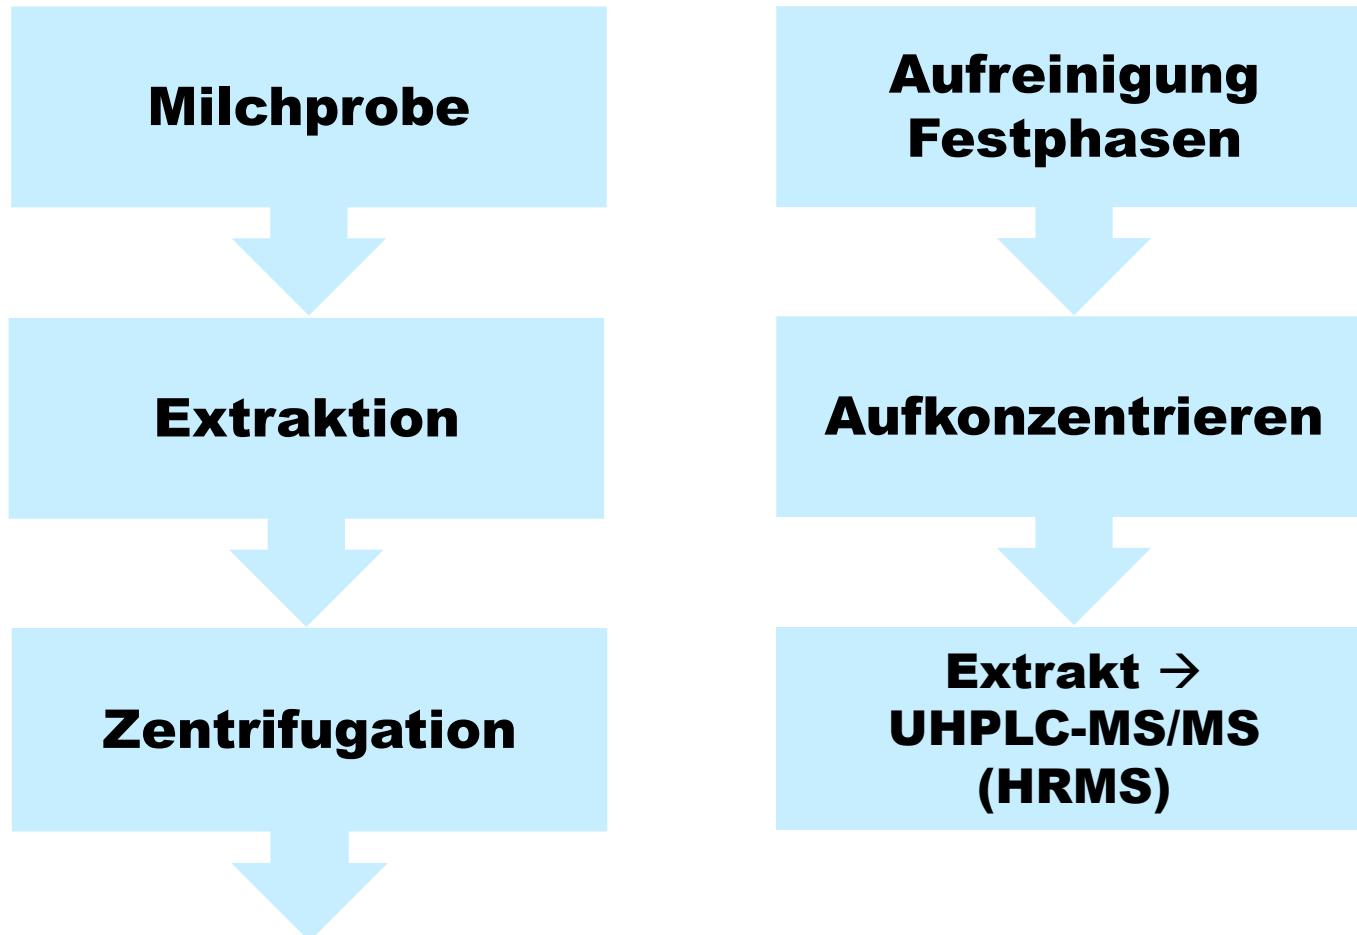 Milchprobe
Extraktion
Zentrifugation
Aufreinigung
Festphasen
Aufkonzentrieren
Extrakt →
UHPLC-MS/MS
(HRMS)